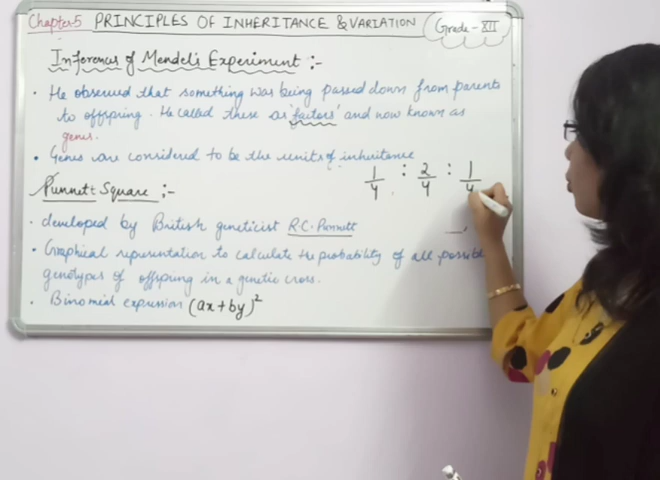 Chapter-5 PRINCIPLES OF INHERITANCE & VARIATION
Grade-XII
Inferences of Mendel's Experiment :-
• He observed that something was being passed down from parents
to offspring. He called these as 'factors' and now known as
genes.
• Genes are considered to be the units of inheritance
1/4 : 2/4 : 1/4
Punnett Square :-
• developed by British geneticist R.C. Punnett
• Graphical representation to calculate the probability of all possible
genotypes of offspring in a genetic cross.
• Binomial expression (ax+by)²